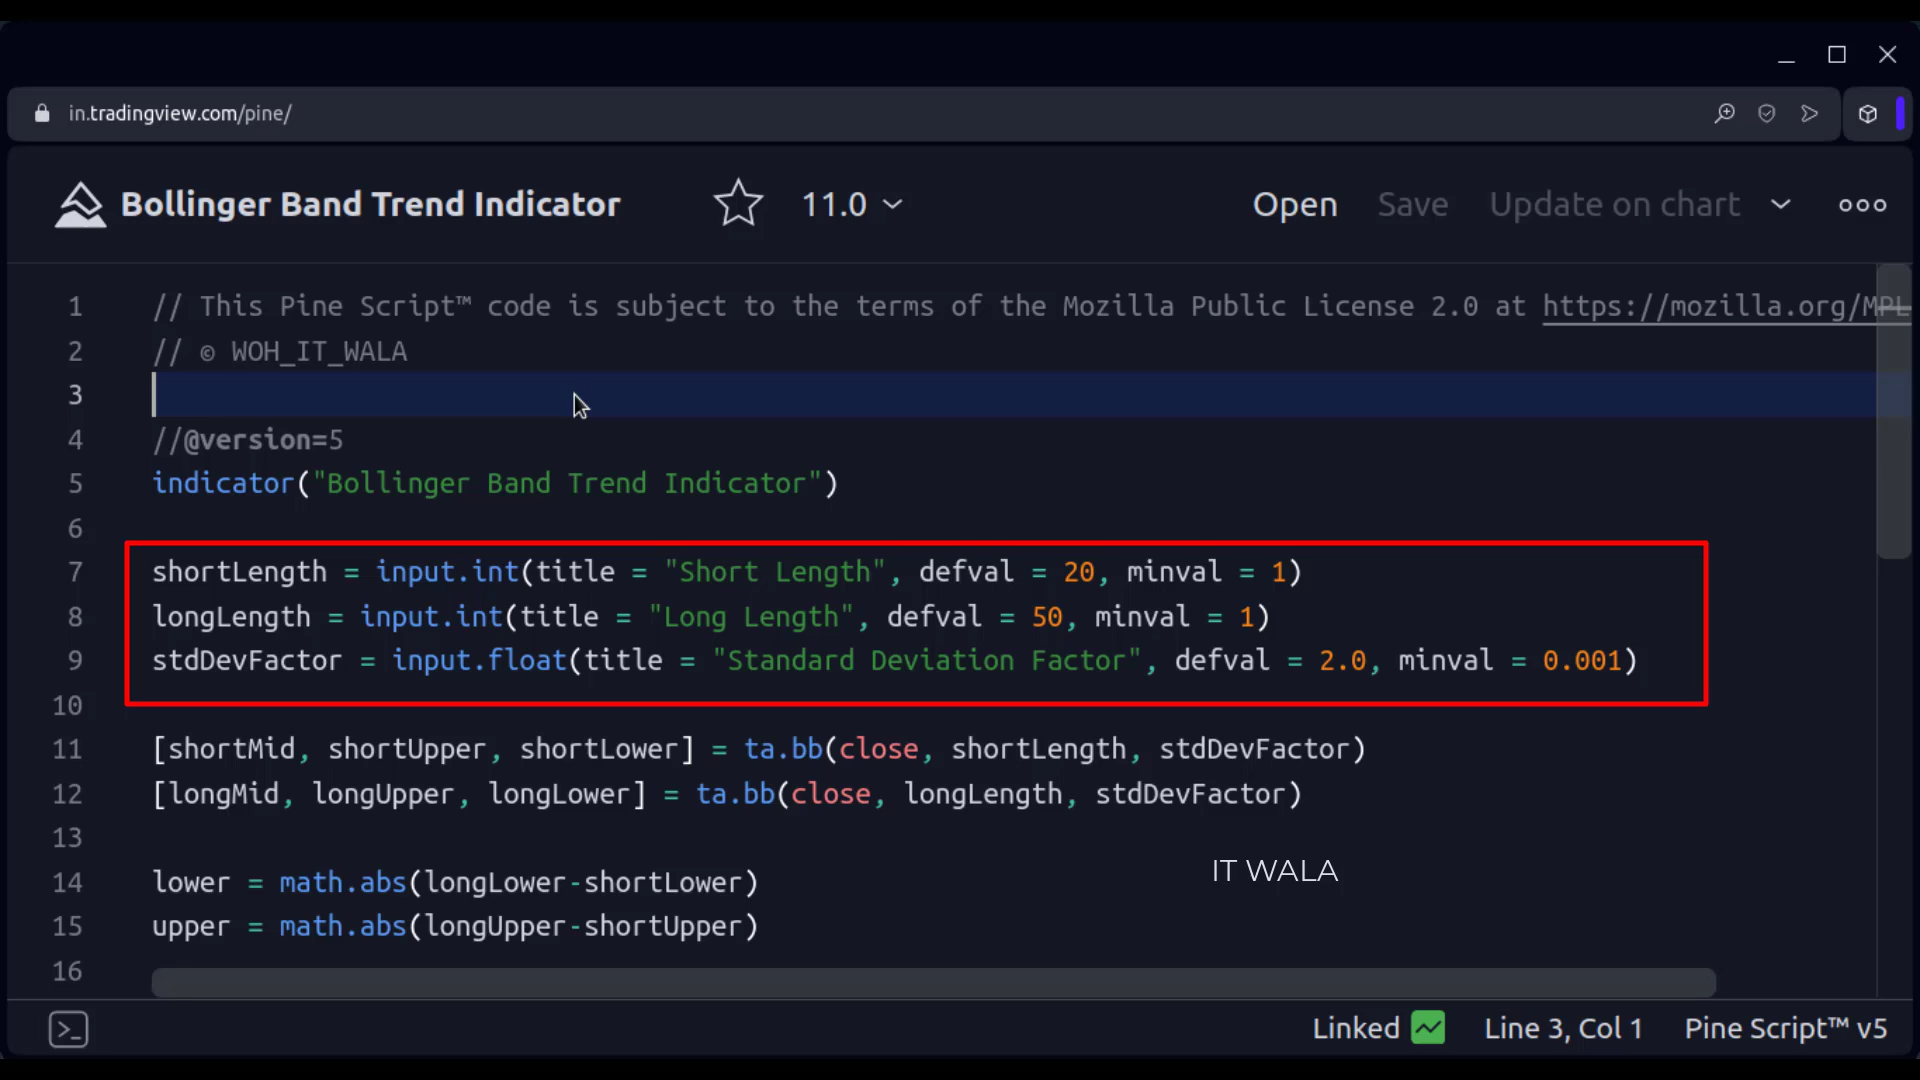 in.tradingview.com/pine/
Bollinger Band Trend Indicator
11.0
Open Save Update on chart
1 // This Pine Script™ code is subject to the terms of the Mozilla Public License 2.0 at https://mozilla.org/MPL
2 // © WOH_IT_WALA
3
4 //@version=5
5 indicator("Bollinger Band Trend Indicator")
6
7 shortLength = input.int(title = "Short Length", defval = 20, minval = 1)
8 longLength = input.int(title = "Long Length", defval = 50, minval = 1)
9 stdDevFactor = input.float(title = "Standard Deviation Factor", defval = 2.0, minval = 0.001)
10
11 [shortMid, shortUpper, shortLower] = ta.bb(close, shortLength, stdDevFactor)
12 [longMid, longUpper, longLower] = ta.bb(close, longLength, stdDevFactor)
13
IT WALA
14 lower = math.abs(longLower-shortLower)
15 upper = math.abs(longUpper-shortUpper)
16
Linked Line 3, Col 1 Pine Script™ v5